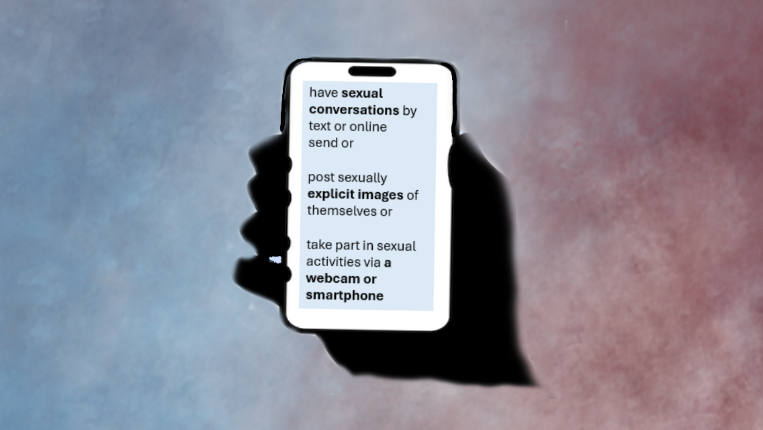 have sexual
conversations by
text or online
send or
post sexually
explicit images of
themselves or
take part in sexual
activities via a
webcam or
smartphone